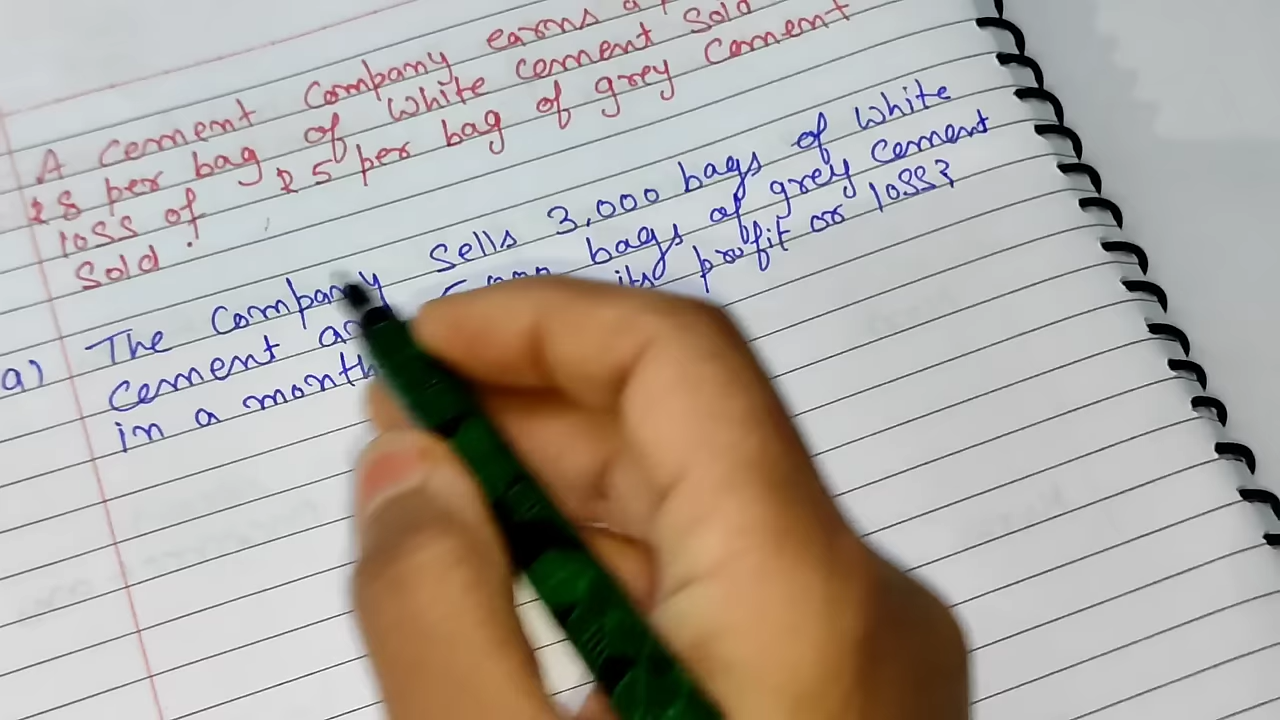 A cement Company earns a
₹8 per bag of white cement sold
loss of ₹5 per bag of grey Cement
Sold.
a) The Company Sells 3,000 bags of White
cement bags of grey cement
in a month its profit or loss?